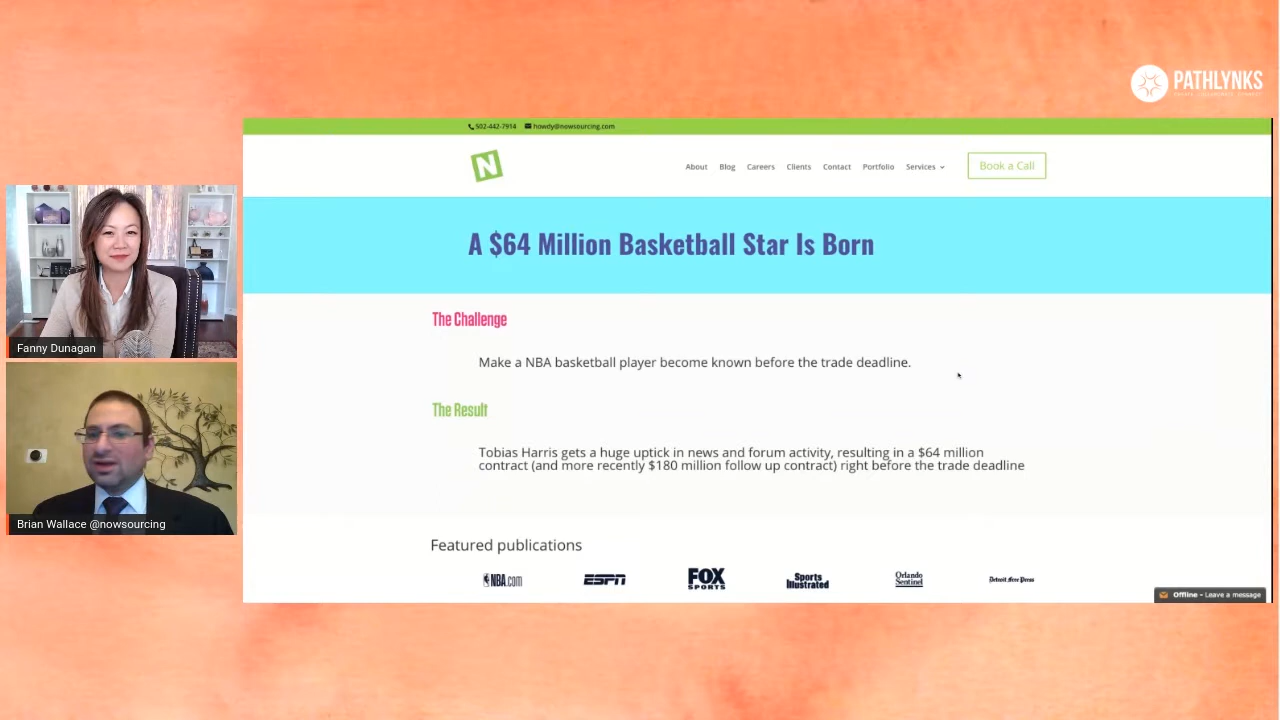 PATHLYNKS
502-442-7914 howdy@nowsourcing.com
N
About Blog Careers Clients Contact Portfolio Services Book a Call
A $64 Million Basketball Star Is Born
The Challenge
Make a NBA basketball player become known before the trade deadline.
The Result
Tobias Harris gets a huge uptick in news and forum activity, resulting in a $64 million
contract (and more recently $180 million follow up contract) right before the trade deadline
Featured publications
NBA.com ESPN FOX SPORTS Sports Illustrated Orlando Sentinel Detroit Free Press
Offline - Leave a message
Fanny Dunagan
Brian Wallace @nowsourcing